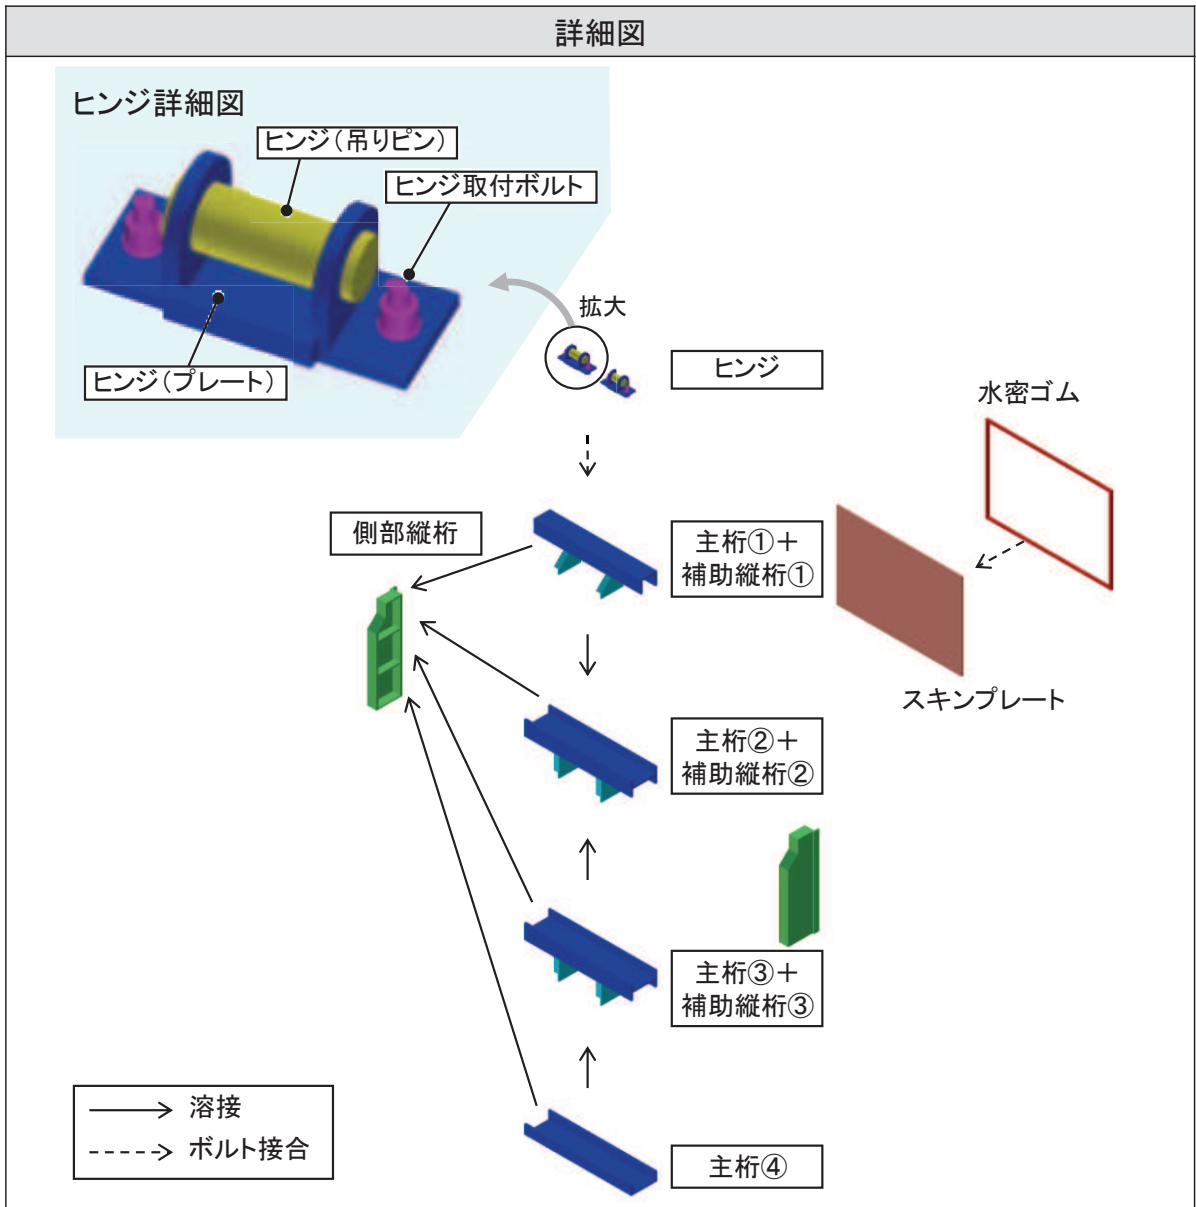 詳細図
ヒンジ詳細図
ヒンジ(吊りピン)
ヒンジ取付ボルト
ヒンジ(プレート)
拡大
ヒンジ
水密ゴム
側部縦桁
主桁①+
補助縦桁①
スキンプレート
主桁②+
補助縦桁②
主桁③+
補助縦桁③
溶接
ボルト接合
主桁④